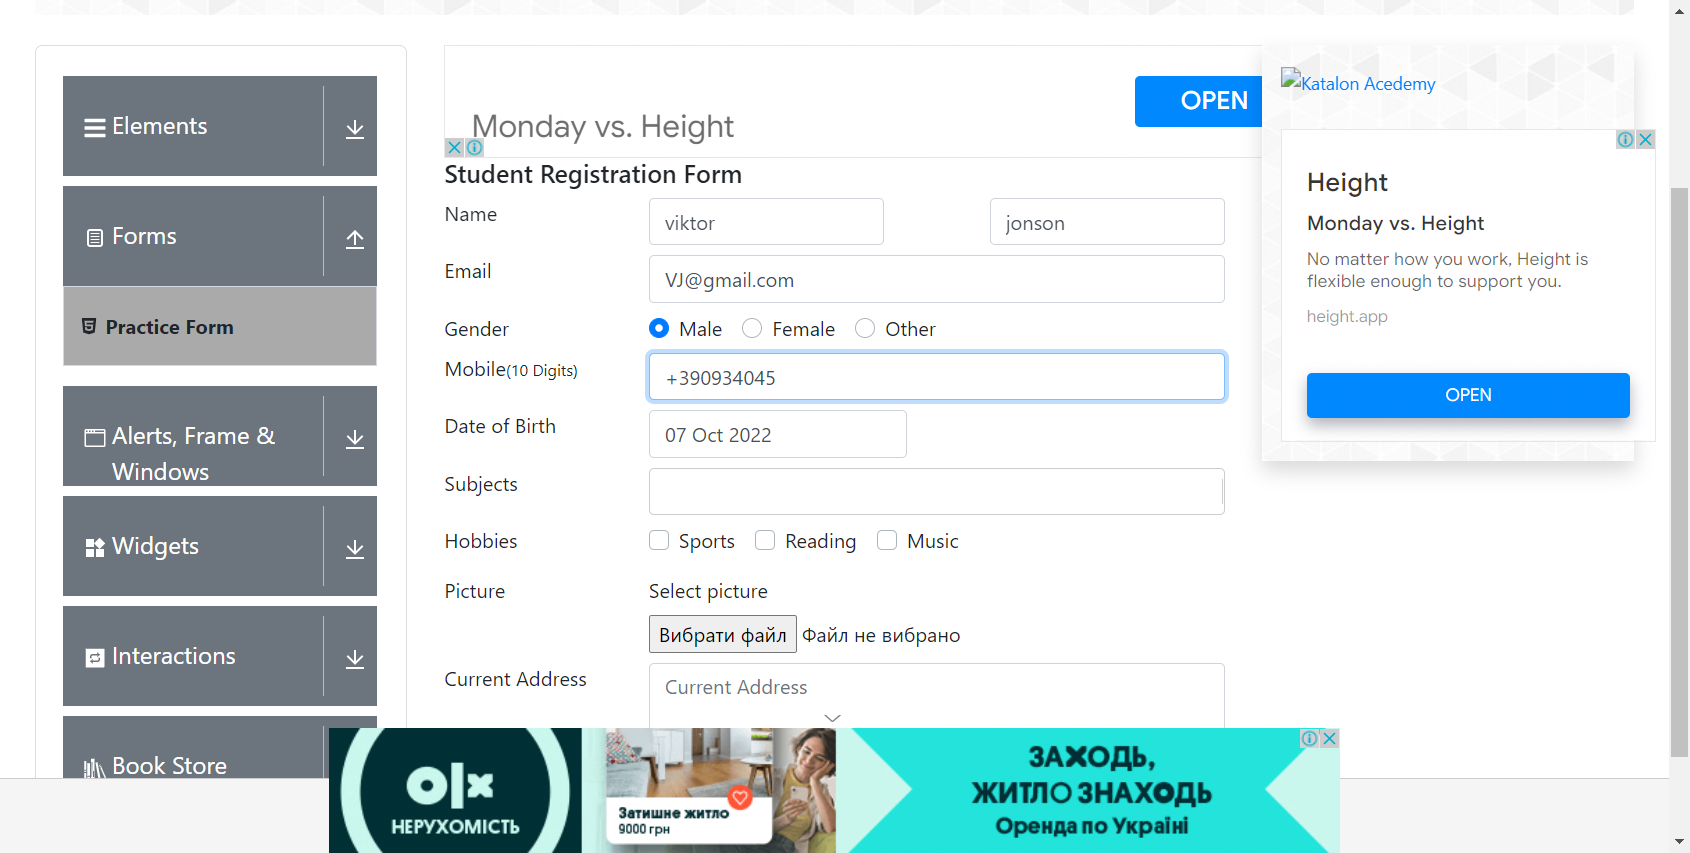 Elements
Forms
Practice Form
Alerts, Frame &
Windows
Widgets
Interactions
Book Store
Monday vs. Height
OPEN
Student Registration Form
Name
viktor
jonson
Email
VJ@gmail.com
Gender
Male
Female
Other
Mobile(10 Digits)
+390934045
Date of Birth
07 Oct 2022
Subjects
Hobbies
Sports
Reading
Music
Picture
Select picture
Вибрати файл
Файл не вибрано
Current Address
Current Address
Katalon Acedemy
Height
Monday vs. Height
No matter how you work, Height is
flexible enough to support you.
height.app
OPEN
olx
НЕРУХОМІСТЬ
Затишне житло
9000 грн
ЗАХОДЬ,
ЖИТЛО ЗНАХОДЬ
Оренда по Україні